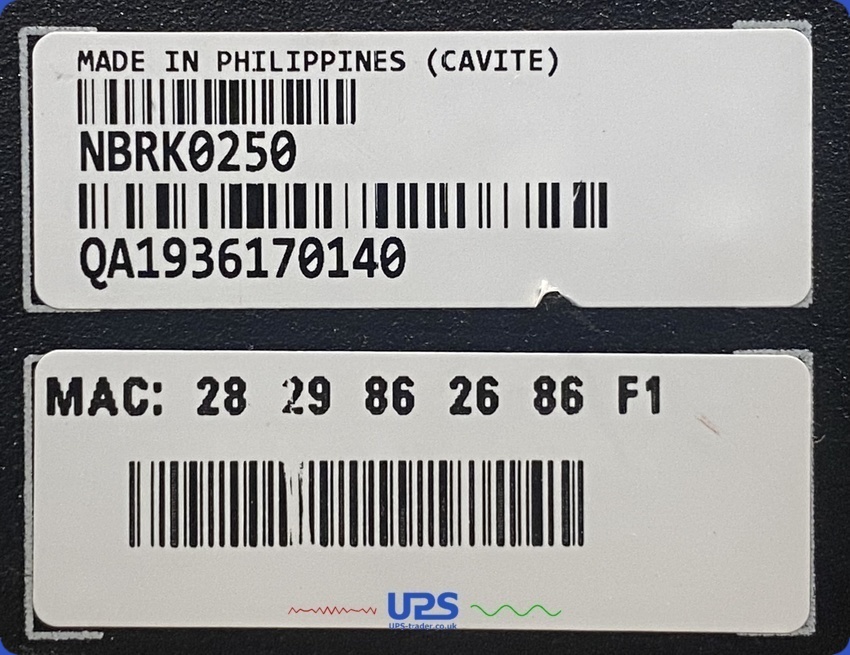 MADE IN PHILIPPINES (CAVITE)
NBRK0250
QA1936170140
MAC: 28 29 86 26 86 F1
UPS
UPS-trader.co.uk